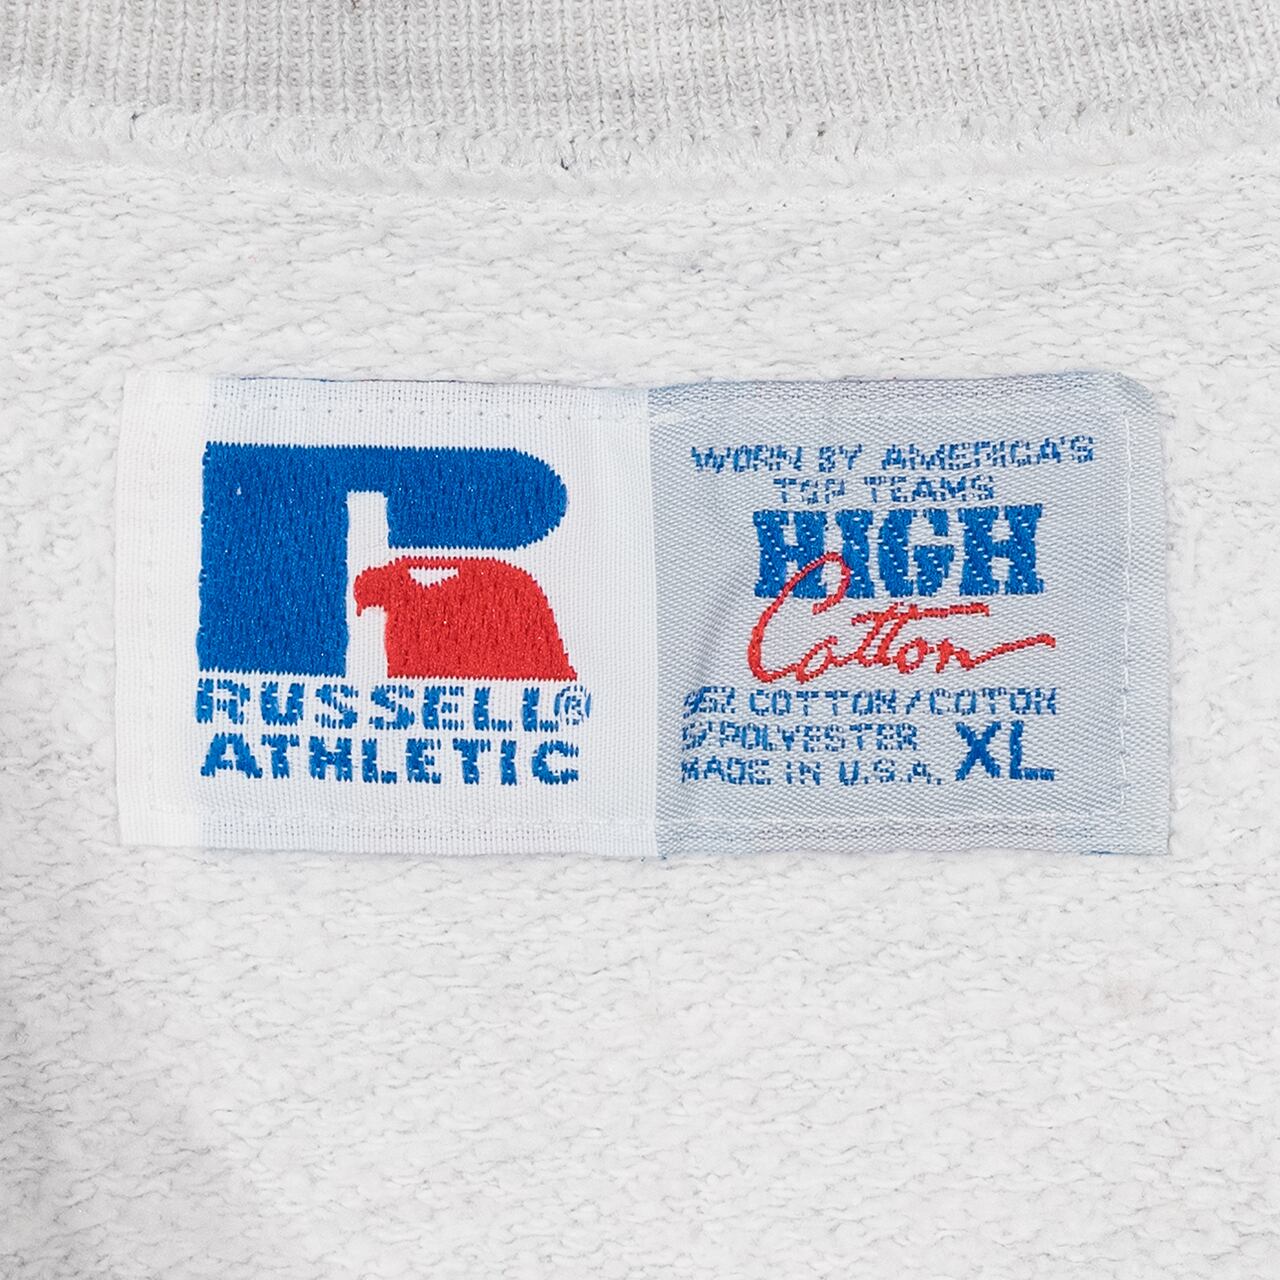 RUSSELL®
ATHLETIC
WORN BY AMERICA'S
TOP TEAMS
HIGH
Cotton
95% COTTON/COTON
5% POLYESTER
MADE IN U.S.A. XL